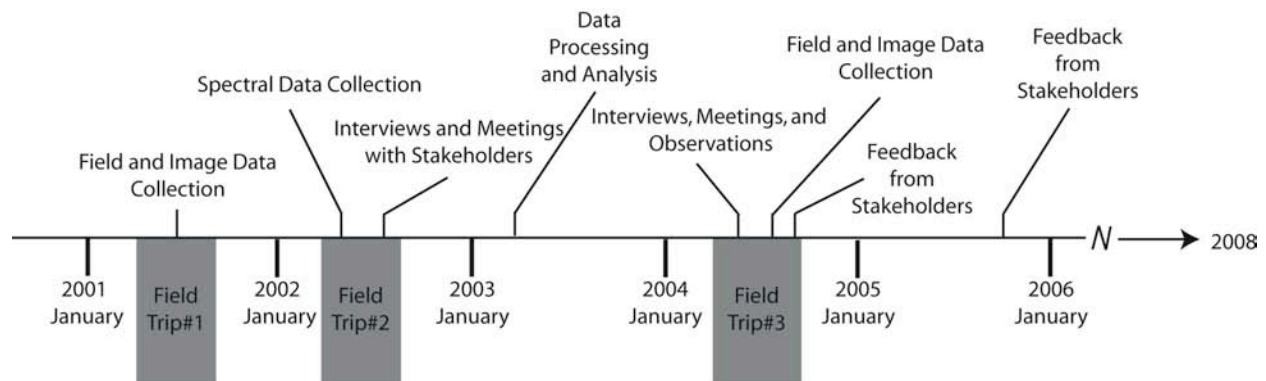 Data
Processing
and Analysis
Field and Image Data
Collection
Feedback
from
Stakeholders
Spectral Data Collection
Interviews and Meetings
with Stakeholders
Interviews, Meetings, and
Observations
Field and Image Data
Collection
Feedback
from
Stakeholders
N
2008
2001
January
Field
Trip#1
2002
January
Field
Trip#2
2003
January
2004
January
Field
Trip#3
2005
January
2006
January